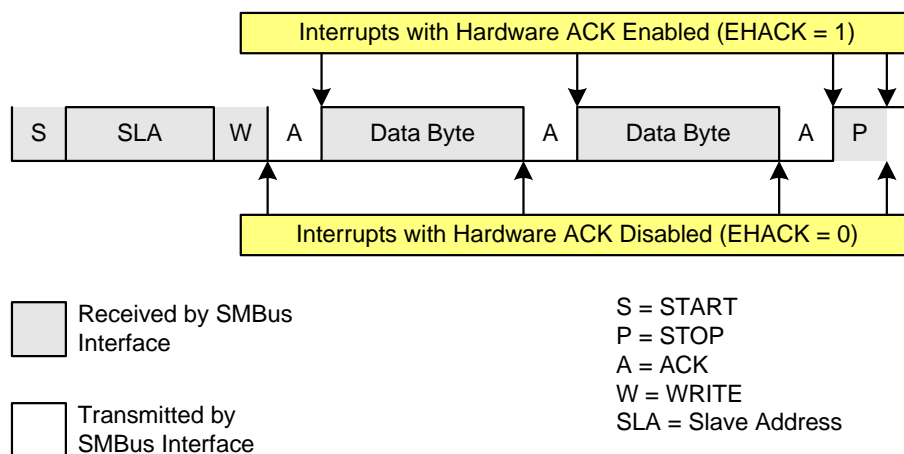 Interrupts with Hardware ACK Enabled (EHACK = 1)
S SLA W A Data Byte A Data Byte A P
Interrupts with Hardware ACK Disabled (EHACK = 0)
Received by SMBus
Interface
Transmitted by
SMBus Interface
S = START
P = STOP
A = ACK
W = WRITE
SLA = Slave Address